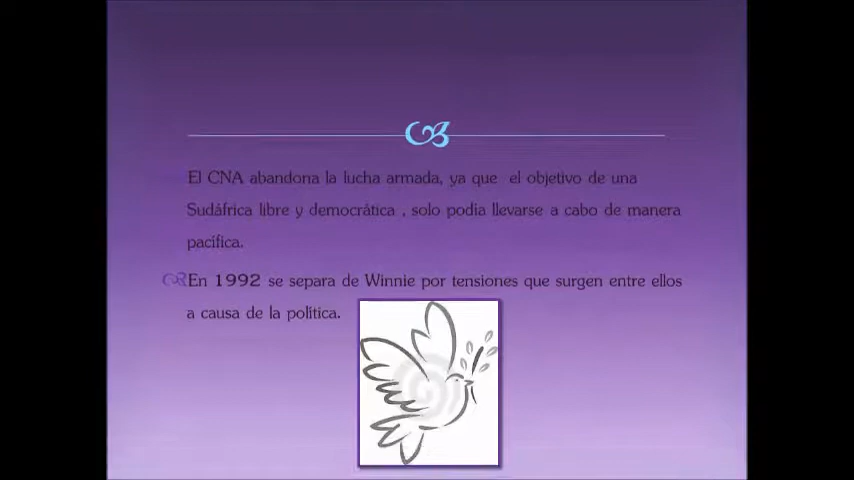 El CNA abandona la lucha armada, ya que el objetivo de una
Sudáfrica libre y democrática , solo podía llevarse a cabo de manera
pacífica.
En 1992 se separa de Winnie por tensiones que surgen entre ellos
a causa de la política.